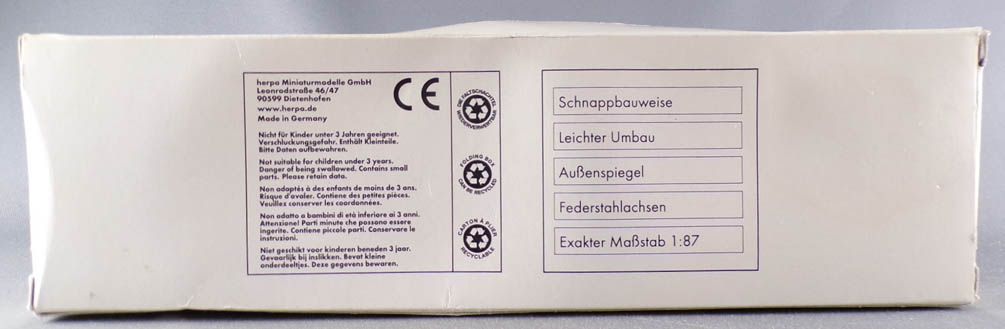 herpa Miniaturmodelle GmbH
Leonrodstraße 46/47
90599 Dietenhofen
www.herpa.de
Made in Germany
CE
Nicht für Kinder unter 3 Jahren geeignet.
Verschluckungsgefahr. Enthält Kleinteile.
Bitte Daten aufbewahren.
Not suitable for children under 3 years.
Danger of being swallowed. Contains small
parts. Please retain data.
Non adaptés à des enfants de moins de 3 ans.
Risque d'avaler. Contient des petites pièces.
Veuillez conserver les coordonnées.
Non adatto a bambini di età inferiore ai 3 anni.
Attenzione! Parti minute che possono essere
ingerite. Contiene piccole parti. Conservare le
instruzioni.
Niet geschikt voor kinderen beneden 3 jaar.
Gevaarlijk bij inslikken. Bevat kleine
onderdeeltjes. Deze gegevens bewaren.
DIE FALTSCHACHTEL
WIEDERVERWERTBAR
FOLDING BOX
CAN BE RECYCLED
CARTON À PLIER
RECYCLABLE
Schnappbauweise
Leichter Umbau
Außenspiegel
Federstahlachsen
Exakter Maßstab 1:87